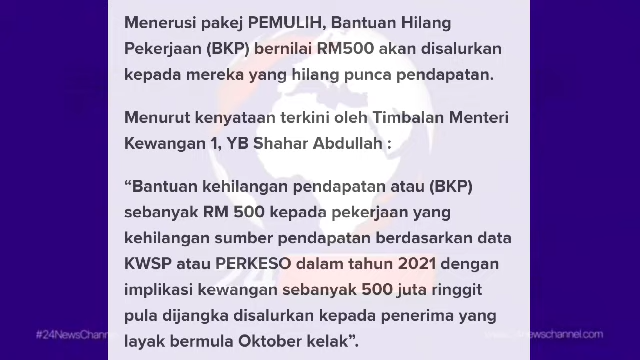 Menerusi pakej PEMULIH, Bantuan Hilang
Pekerjaan (BKP) bernilai RM500 akan disalurkan
kepada mereka yang hilang punca pendapatan.
Menurut kenyataan terkini oleh Timbalan Menteri
Kewangan 1, YB Shahar Abdullah :
“Bantuan kehilangan pendapatan atau (BKP)
sebanyak RM 500 kepada pekerjaan yang
kehilangan sumber pendapatan berdasarkan data
KWSP atau PERKESO dalam tahun 2021 dengan
implikasi kewangan sebanyak 500 juta ringgit
pula dijangka disalurkan kepada penerima yang
#24NewsChanne www.24newschannel.com
layak bermula Oktober kelak”.